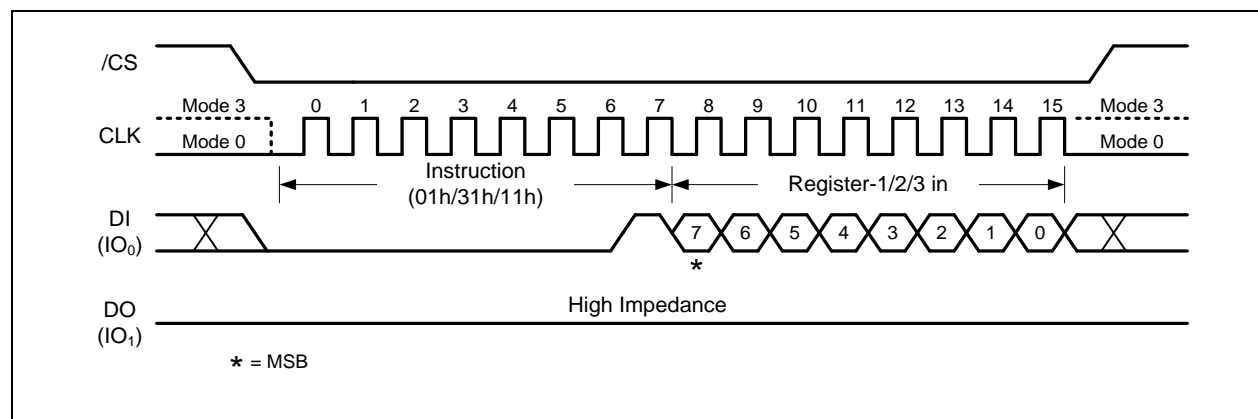 /CS
Mode 3 0 1 2 3 4 5 6 7 8 9 10 11 12 13 14 15 Mode 3
CLK
Mode 0 Mode 0
Instruction
(01h/31h/11h)
Register-1/2/3 in
DI
(IO₀)
7 6 5 4 3 2 1 0
*
High Impedance
DO
(IO₁)
* = MSB